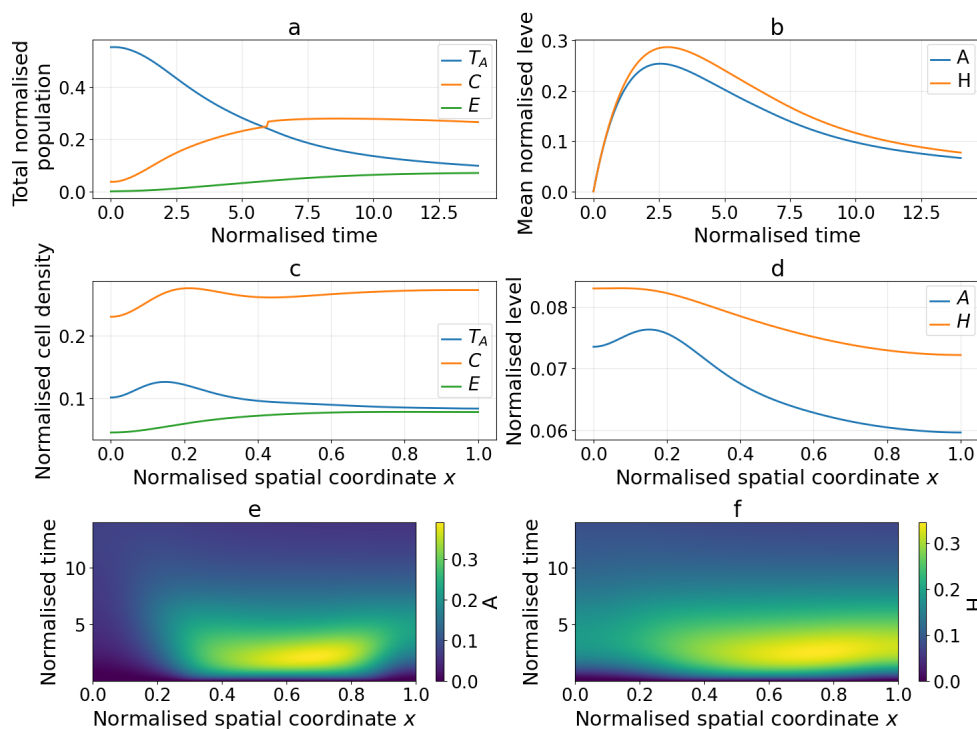 a
Total normalised
population
0.4
0.2
0.0
T_A
C
E
0.0 2.5 5.0 7.5 10.0 12.5
Normalised time
b
Mean normalised leve
0.3
0.2
0.1
0.0
A
H
0.0 2.5 5.0 7.5 10.0 12.5
Normalised time
c
Normalised cell density
0.2
0.1
T_A
C
E
0.0 0.2 0.4 0.6 0.8 1.0
Normalised spatial coordinate x
d
Normalised level
0.08
0.07
0.06
A
H
0.0 0.2 0.4 0.6 0.8 1.0
Normalised spatial coordinate x
e
Normalised time
10
5
0.0 0.2 0.4 0.6 0.8 1.0
Normalised spatial coordinate x
0.3
0.2
0.1
0.0
A
f
Normalised time
10
5
0.0 0.2 0.4 0.6 0.8 1.0
Normalised spatial coordinate x
0.3
0.2
0.1
0.0